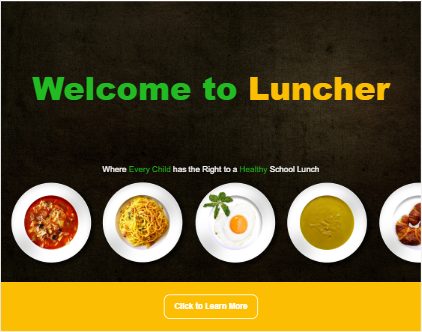 Welcome to Luncher
Where Every Child has the Right to a Healthy School Lunch
Click to Learn More